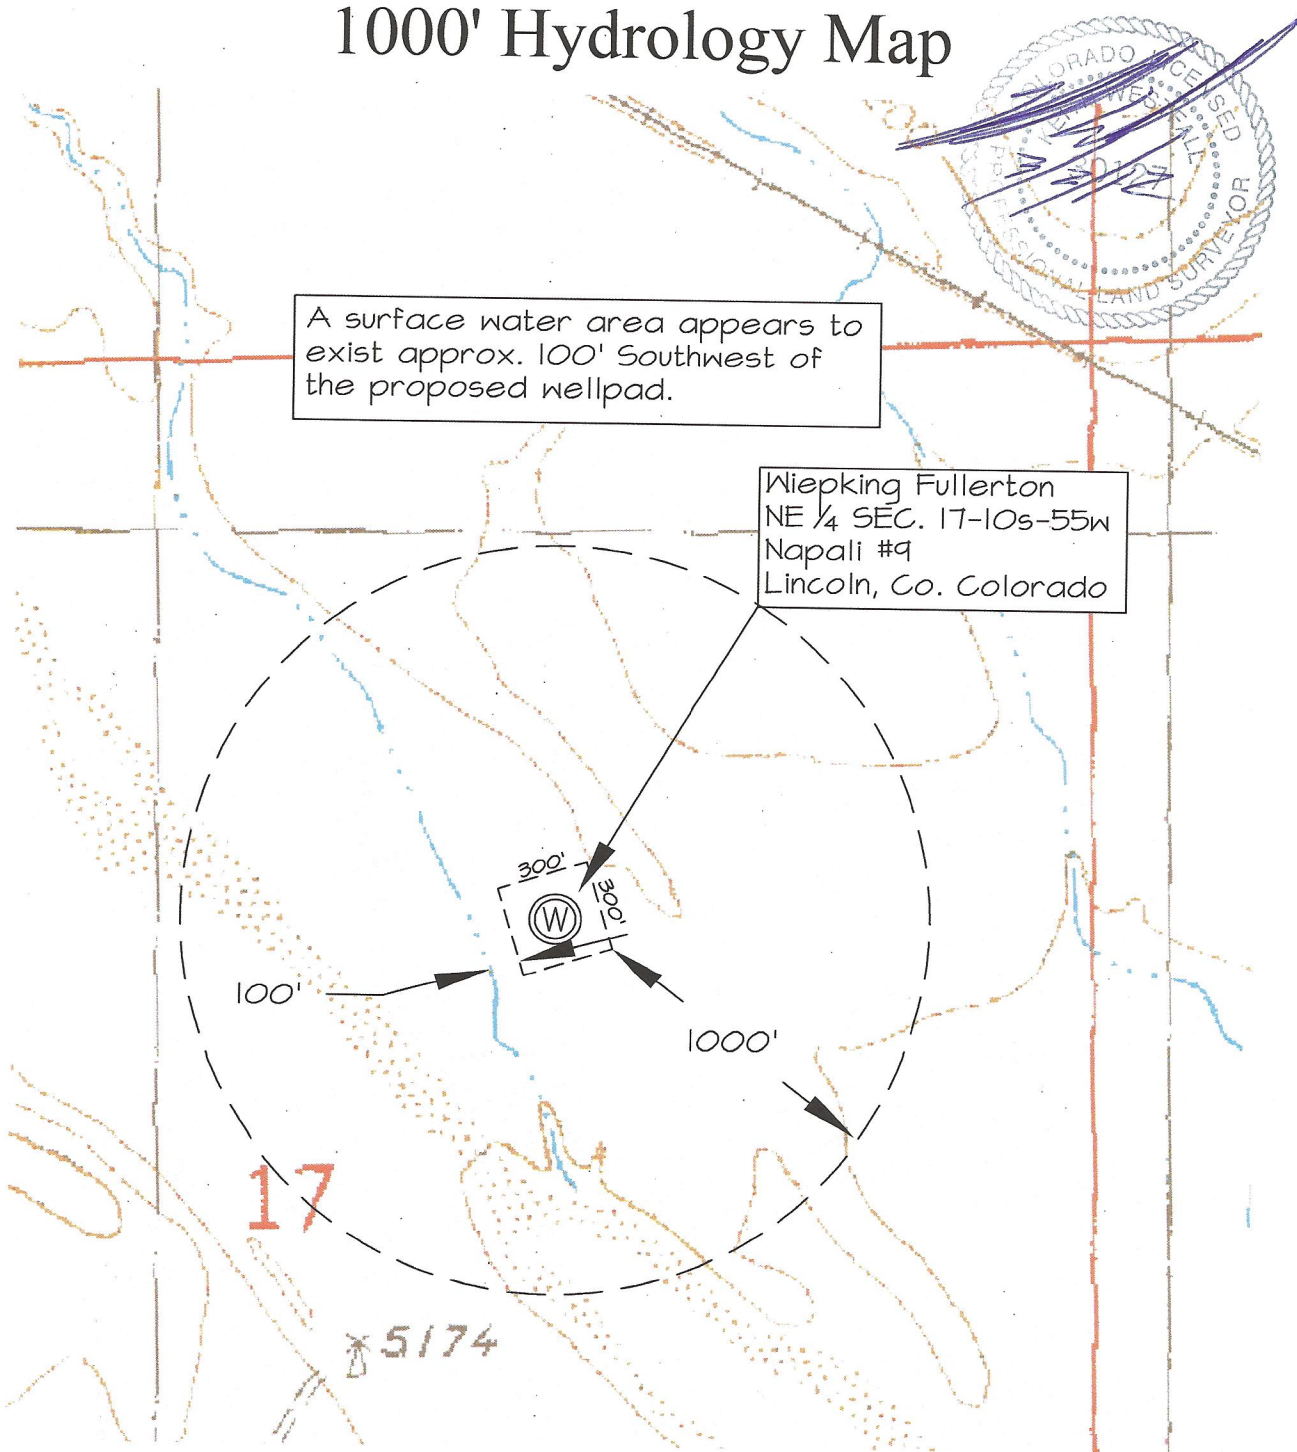 1000' Hydrology Map
COLORADO LICENSED
PROFESSIONAL LAND SURVEYOR
A surface water area appears to
exist approx. 100' Southwest of
the proposed wellpad.
Wiepking Fullerton
NE 1/4 SEC. 17-10s-55w
Napali #9
Lincoln, Co. Colorado
300'
300'
W
100'
1000'
17
5174